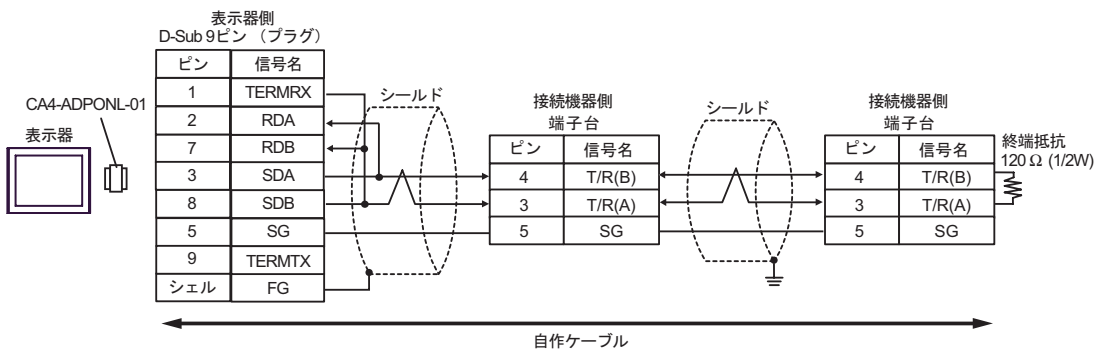 表示器側
D-Sub 9ピン （プラグ）
ピン 信号名
1 TERMRX
2 RDA
7 RDB
3 SDA
8 SDB
5 SG
9 TERMTX
シェル FG
CA4-ADPONL-01
表示器
シールド
接続機器側
端子台
ピン 信号名
4 T/R(B)
3 T/R(A)
5 SG
シールド
接続機器側
端子台
ピン 信号名
4 T/R(B)
3 T/R(A)
5 SG
終端抵抗
120 Ω (1/2W)
自作ケーブル